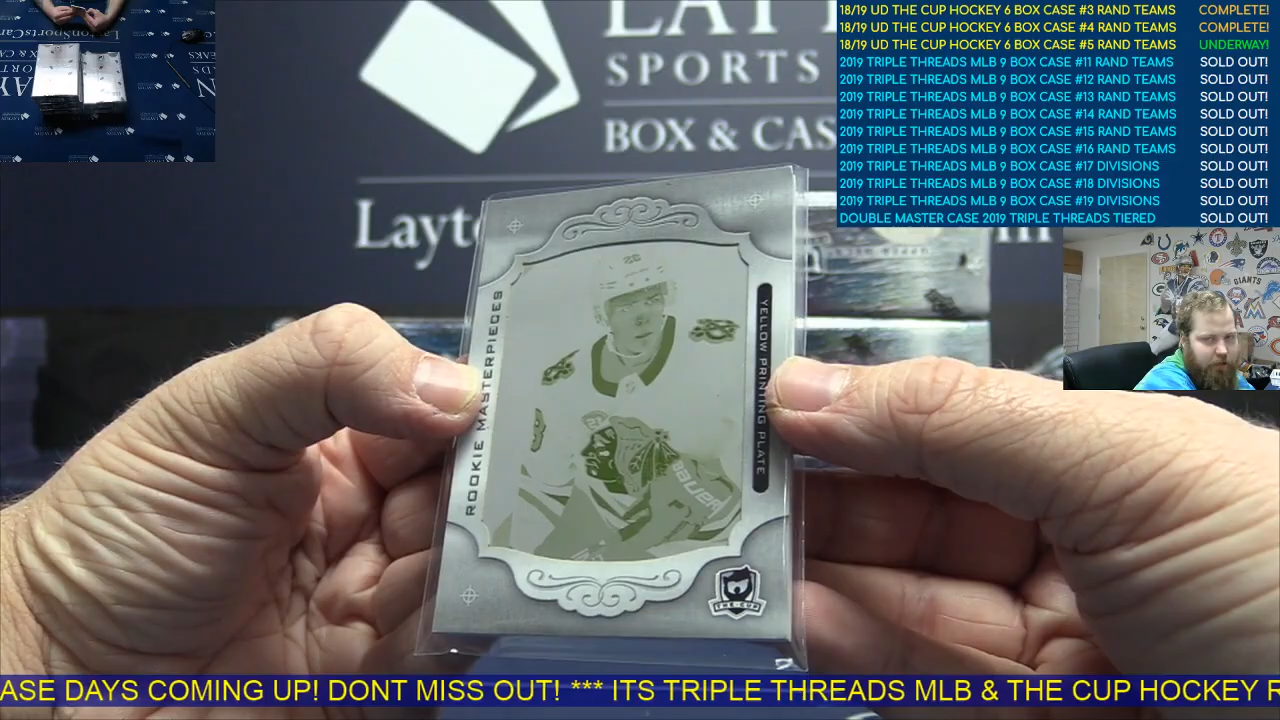 18/19 UD THE CUP HOCKEY 6 BOX CASE #3 RAND TEAMS COMPLETE!
18/19 UD THE CUP HOCKEY 6 BOX CASE #4 RAND TEAMS COMPLETE!
18/19 UD THE CUP HOCKEY 6 BOX CASE #5 RAND TEAMS UNDERWAY!
2019 TRIPLE THREADS MLB 9 BOX CASE #11 RAND TEAMS SOLD OUT!
2019 TRIPLE THREADS MLB 9 BOX CASE #12 RAND TEAMS SOLD OUT!
2019 TRIPLE THREADS MLB 9 BOX CASE #13 RAND TEAMS SOLD OUT!
2019 TRIPLE THREADS MLB 9 BOX CASE #14 RAND TEAMS SOLD OUT!
2019 TRIPLE THREADS MLB 9 BOX CASE #15 RAND TEAMS SOLD OUT!
2019 TRIPLE THREADS MLB 9 BOX CASE #16 RAND TEAMS SOLD OUT!
2019 TRIPLE THREADS MLB 9 BOX CASE #17 DIVISIONS SOLD OUT!
2019 TRIPLE THREADS MLB 9 BOX CASE #18 DIVISIONS SOLD OUT!
2019 TRIPLE THREADS MLB 9 BOX CASE #19 DIVISIONS SOLD OUT!
DOUBLE MASTER CASE 2019 TRIPLE THREADS TIERED SOLD OUT!
LAYT
SPORTS
BOX & CAS
Layto
ROOKIE MASTERPIECES
YELLOW PRINTING PLATE
BAUER
THE CUP
GIANTS
ASE DAYS COMING UP! DONT MISS OUT! *** ITS TRIPLE THREADS MLB & THE CUP HOCKEY R